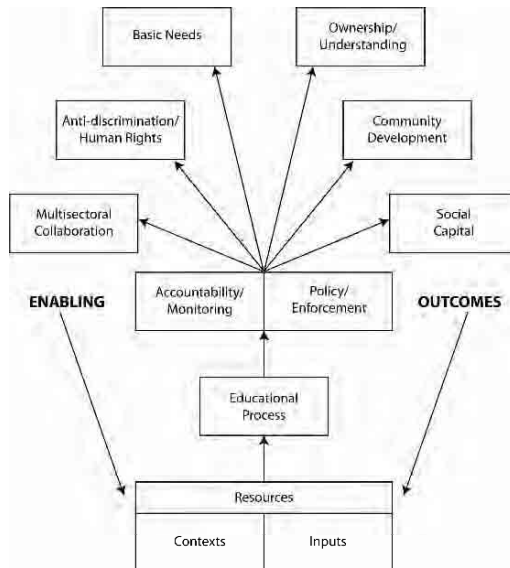 Basic Needs
Ownership/
Understanding
Anti-discrimination/
Human Rights
Community
Development
Multisectoral
Collaboration
Social
Capital
Accountability/
Monitoring
Policy/
Enforcement
ENABLING
OUTCOMES
Educational
Process
Resources
Contexts
Inputs